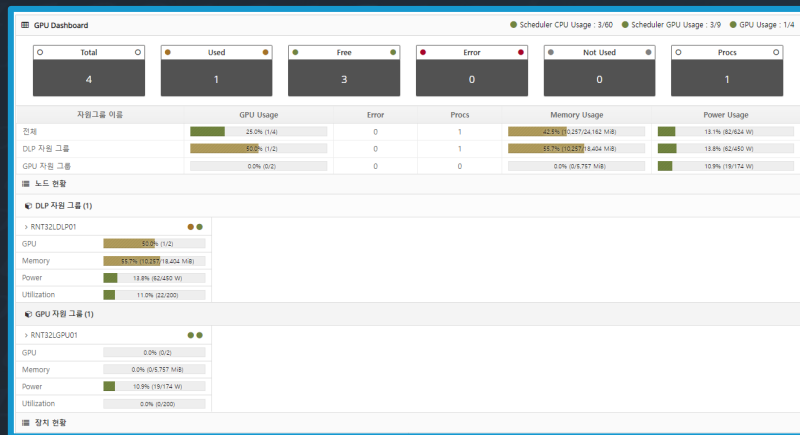 GPU Dashboard
Scheduler CPU Usage : 3/60 Scheduler GPU Usage : 3/9 GPU Usage : 1/4
Total Used Free Error Not Used Procs
4 1 3 0 0 1
자원그룹 이름 GPU Usage Error Procs Memory Usage Power Usage
전체 25.0% (1/4) 0 1 42.5% (10,257/24,162 MiB) 13.1% (82/624 W)
DLP 자원 그룹 50.0% (1/2) 0 1 55.7% (10,257/18,404 MiB) 13.8% (62/450 W)
GPU 자원 그룹 0.0% (0/2) 0 0 0.0% (0/5,757 MiB) 10.9% (19/174 W)
노드 현황
DLP 자원 그룹 (1)
RNT32LDLP01
GPU 50.0% (1/2)
Memory 55.7% (10,257/18,404 MiB)
Power 13.8% (62/450 W)
Utilization 11.0% (22/200)
GPU 자원 그룹 (1)
RNT32LGPU01
GPU 0.0% (0/2)
Memory 0.0% (0/5,757 MiB)
Power 10.9% (19/174 W)
Utilization 0.0% (0/200)
장치 현황